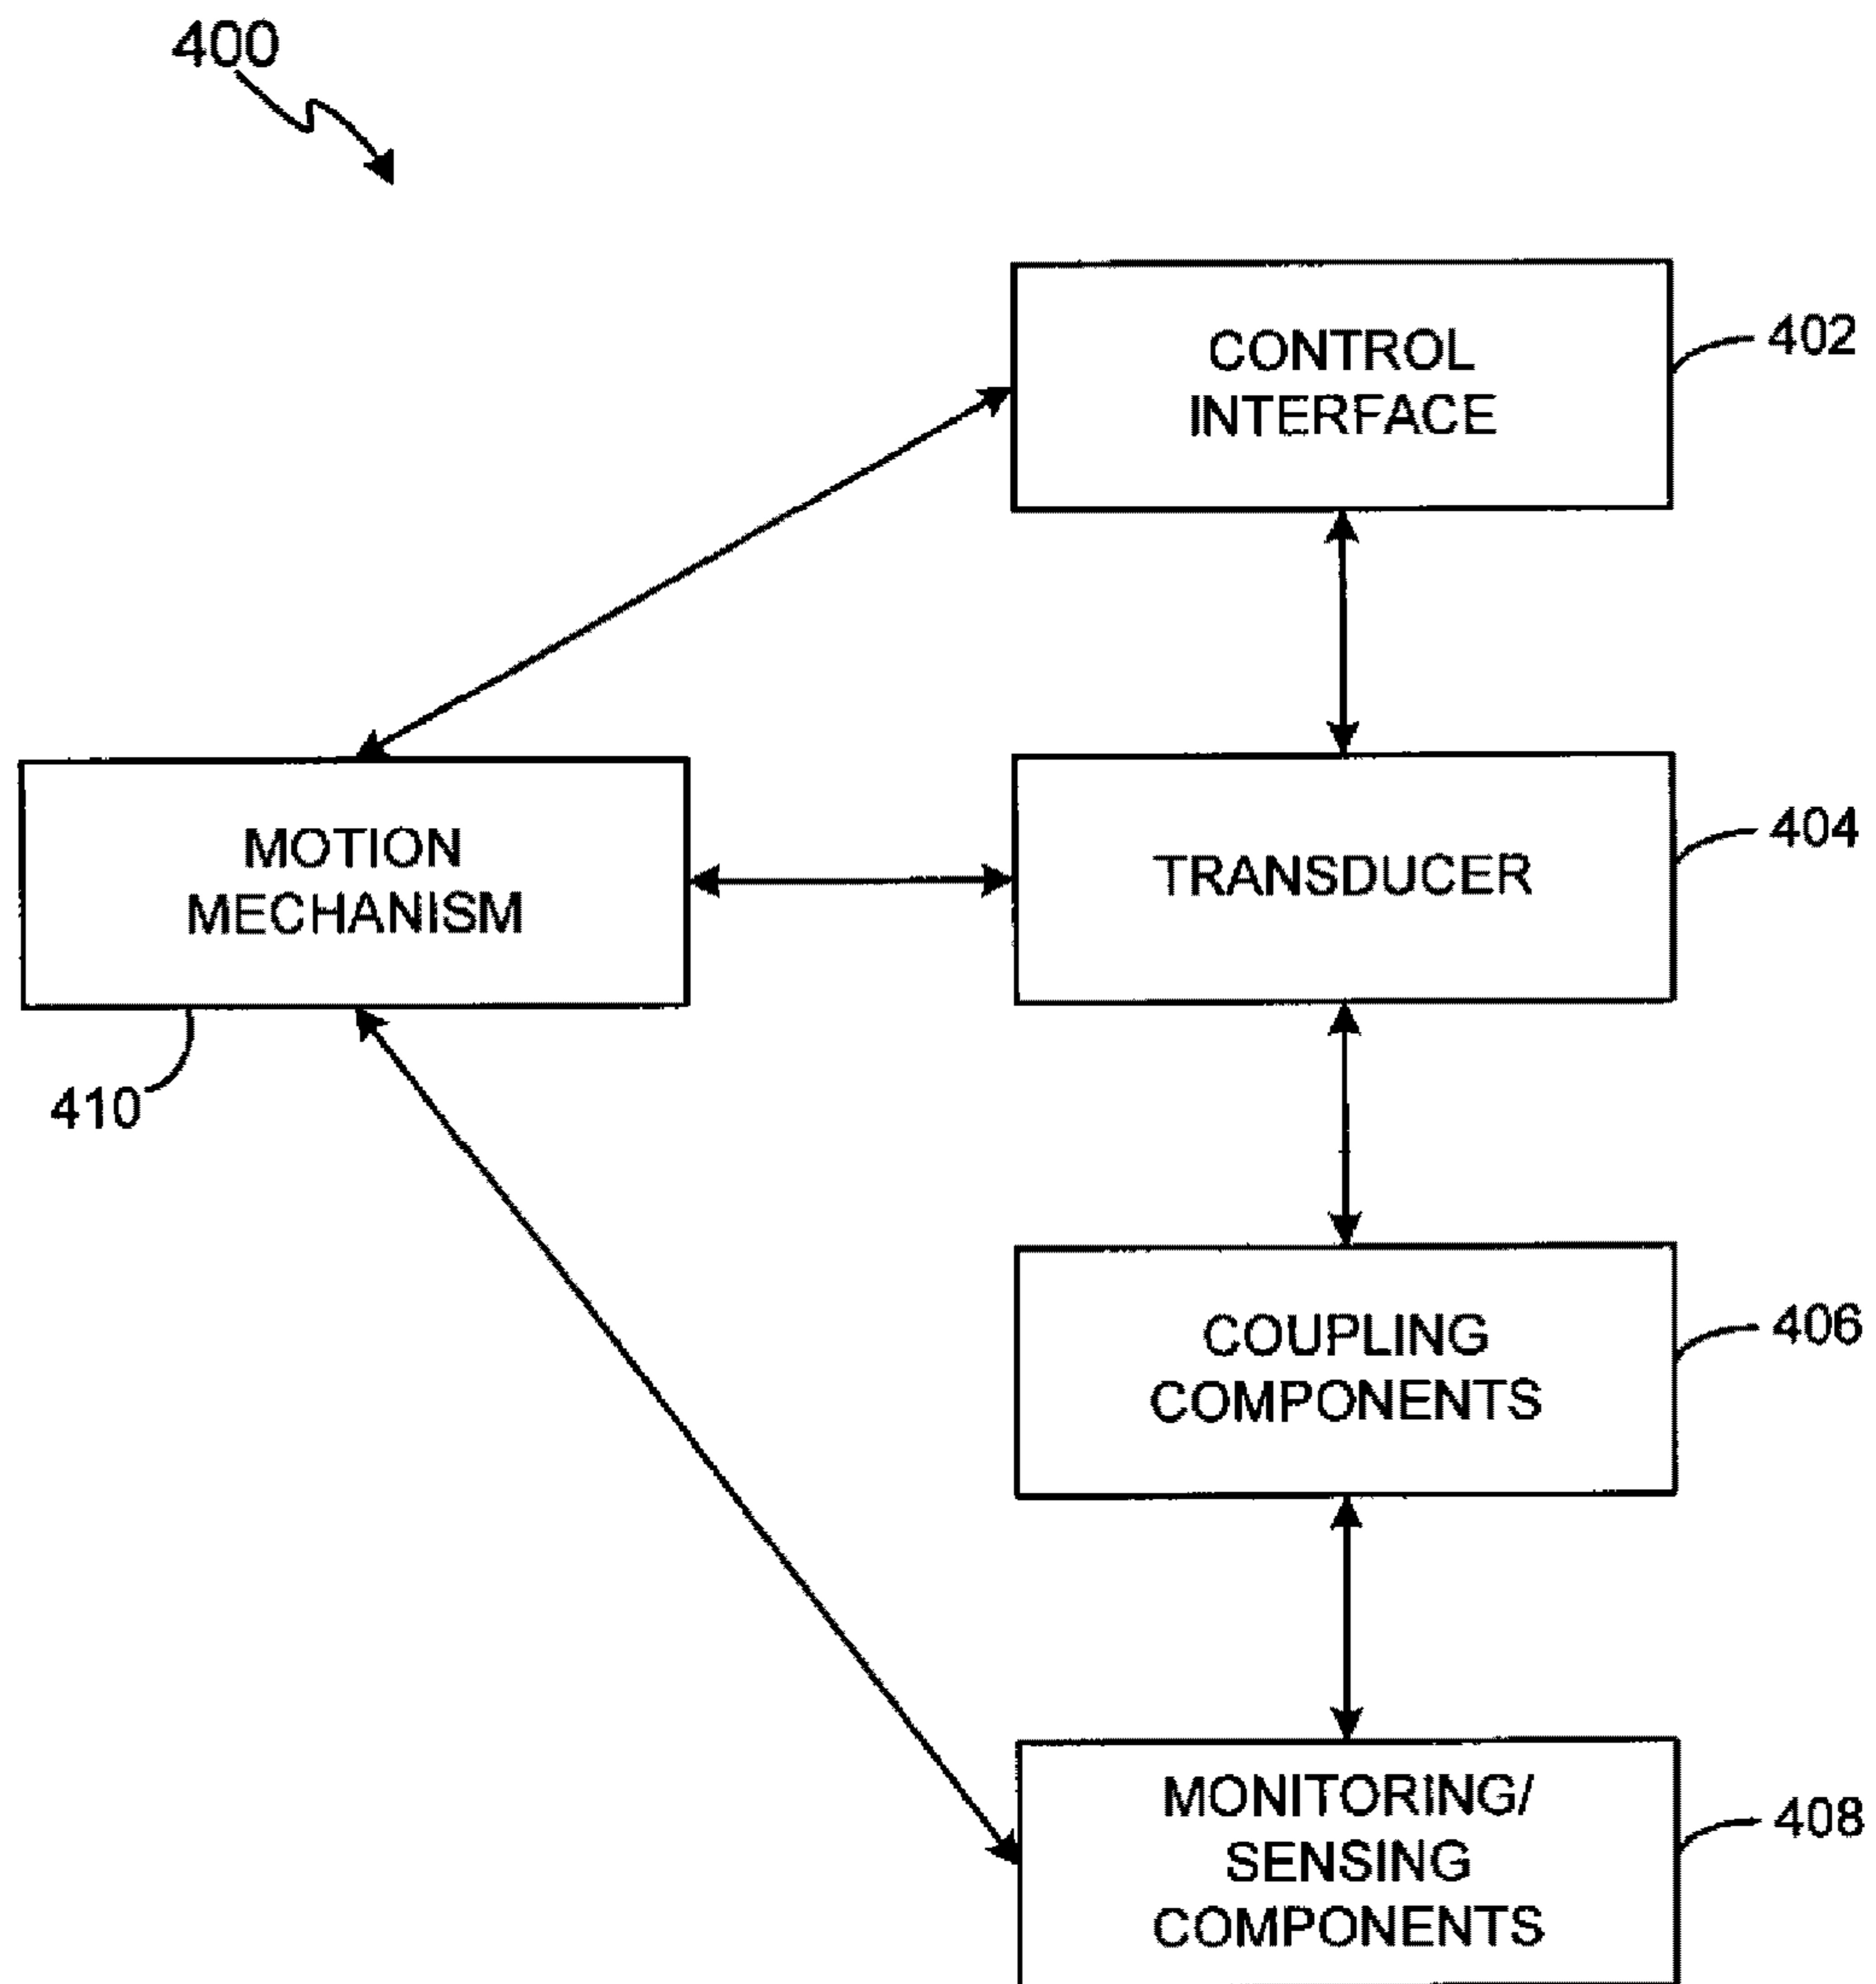 400
CONTROL
INTERFACE
402
MOTION
MECHANISM
410
TRANSDUCER
404
COUPLING
COMPONENTS
406
MONITORING/
SENSING
COMPONENTS
408